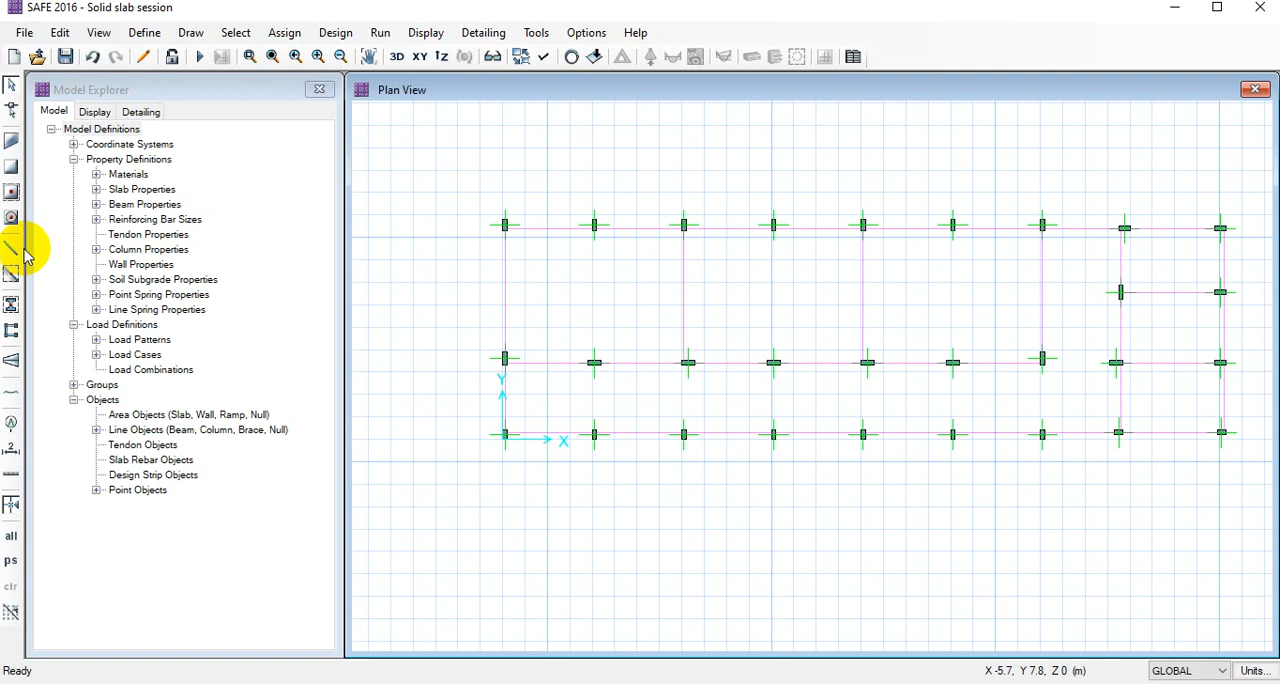 SAFE 2016 - Solid slab session
File Edit View Define Draw Select Assign Design Run Display Detailing Tools Options Help
3D XY
Model Explorer
Plan View
Model Display Detailing
Model Definitions
Coordinate Systems
Property Definitions
Materials
Slab Properties
Beam Properties
Reinforcing Bar Sizes
Tendon Properties
Column Properties
Wall Properties
Soil Subgrade Properties
Point Spring Properties
Line Spring Properties
Load Definitions
Load Patterns
Load Cases
Load Combinations
Groups
Objects
Area Objects (Slab, Wall, Ramp, Null)
Line Objects (Beam, Column, Brace, Null)
Tendon Objects
Slab Rebar Objects
Design Strip Objects
Point Objects
Y
X
all
ps
clr
Ready
X -5.7, Y 7.8, Z 0 (m)
GLOBAL
Units...